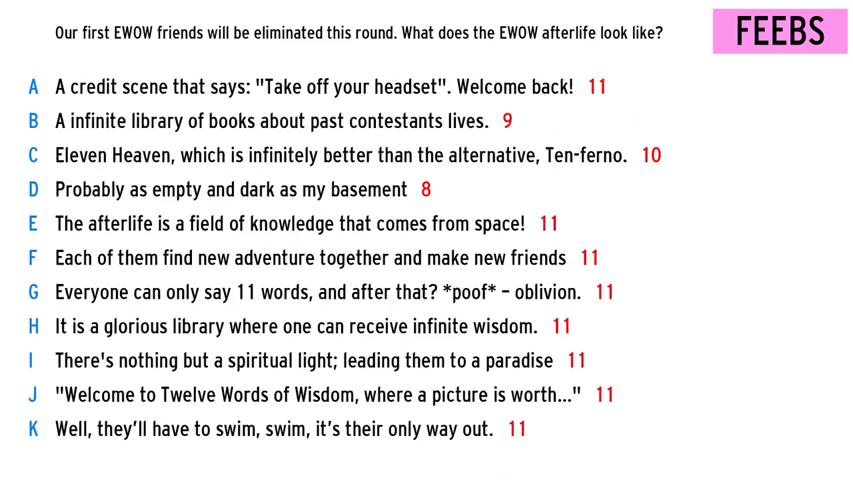 Our first EWOW friends will be eliminated this round. What does the EWOW afterlife look like?
FEEBS
A A credit scene that says: "Take off your headset". Welcome back! 11
B A infinite library of books about past contestants lives. 9
C Eleven Heaven, which is infinitely better than the alternative, Ten-ferno. 10
D Probably as empty and dark as my basement 8
E The afterlife is a field of knowledge that comes from space! 11
F Each of them find new adventure together and make new friends 11
G Everyone can only say 11 words, and after that? *poof* – oblivion. 11
H It is a glorious library where one can receive infinite wisdom. 11
I There's nothing but a spiritual light; leading them to a paradise 11
J "Welcome to Twelve Words of Wisdom, where a picture is worth..." 11
K Well, they’ll have to swim, swim, it’s their only way out. 11